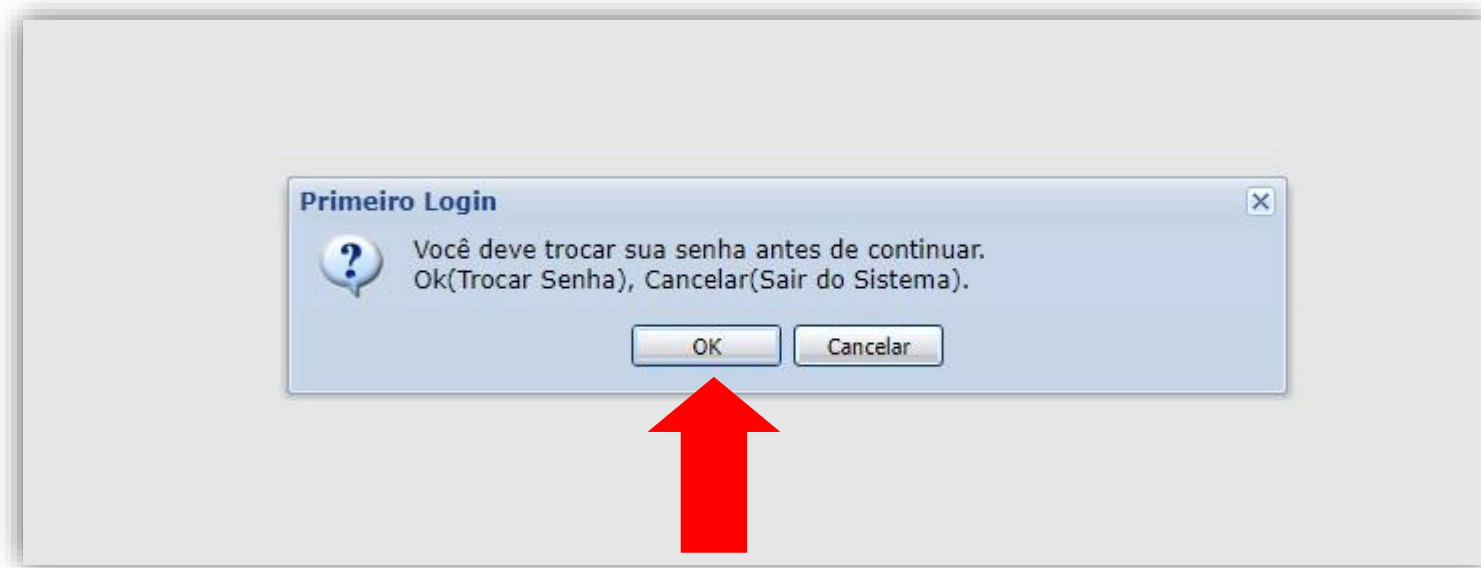 Primeiro Login
Você deve trocar sua senha antes de continuar.
Ok(Trocar Senha), Cancelar(Sair do Sistema).
OK Cancelar